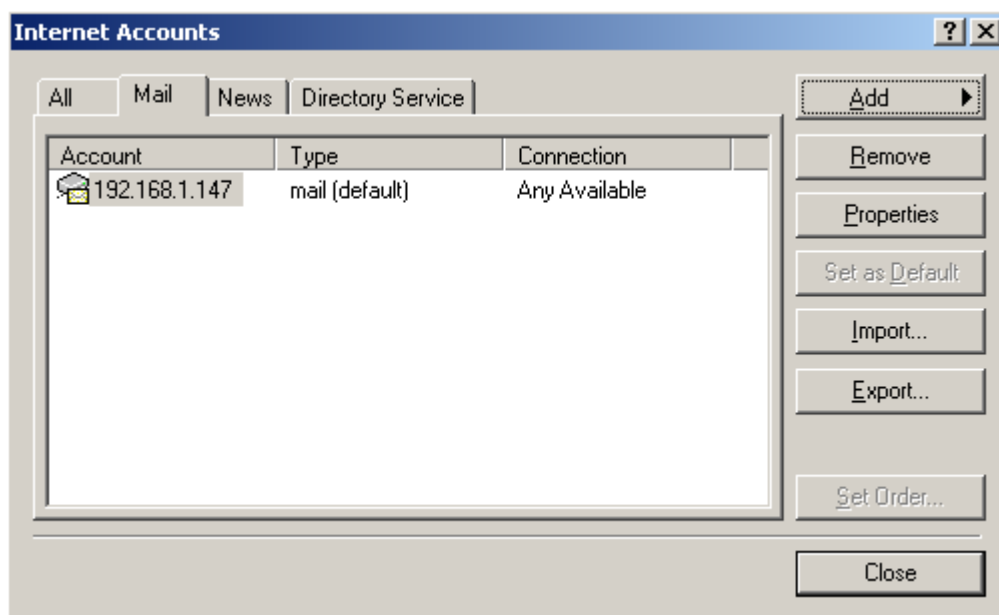 Internet Accounts
All Mail News Directory Service
Add
Account Type Connection
Remove
192.168.1.147 mail (default) Any Available
Properties
Set as Default
Import...
Export...
Set Order...
Close